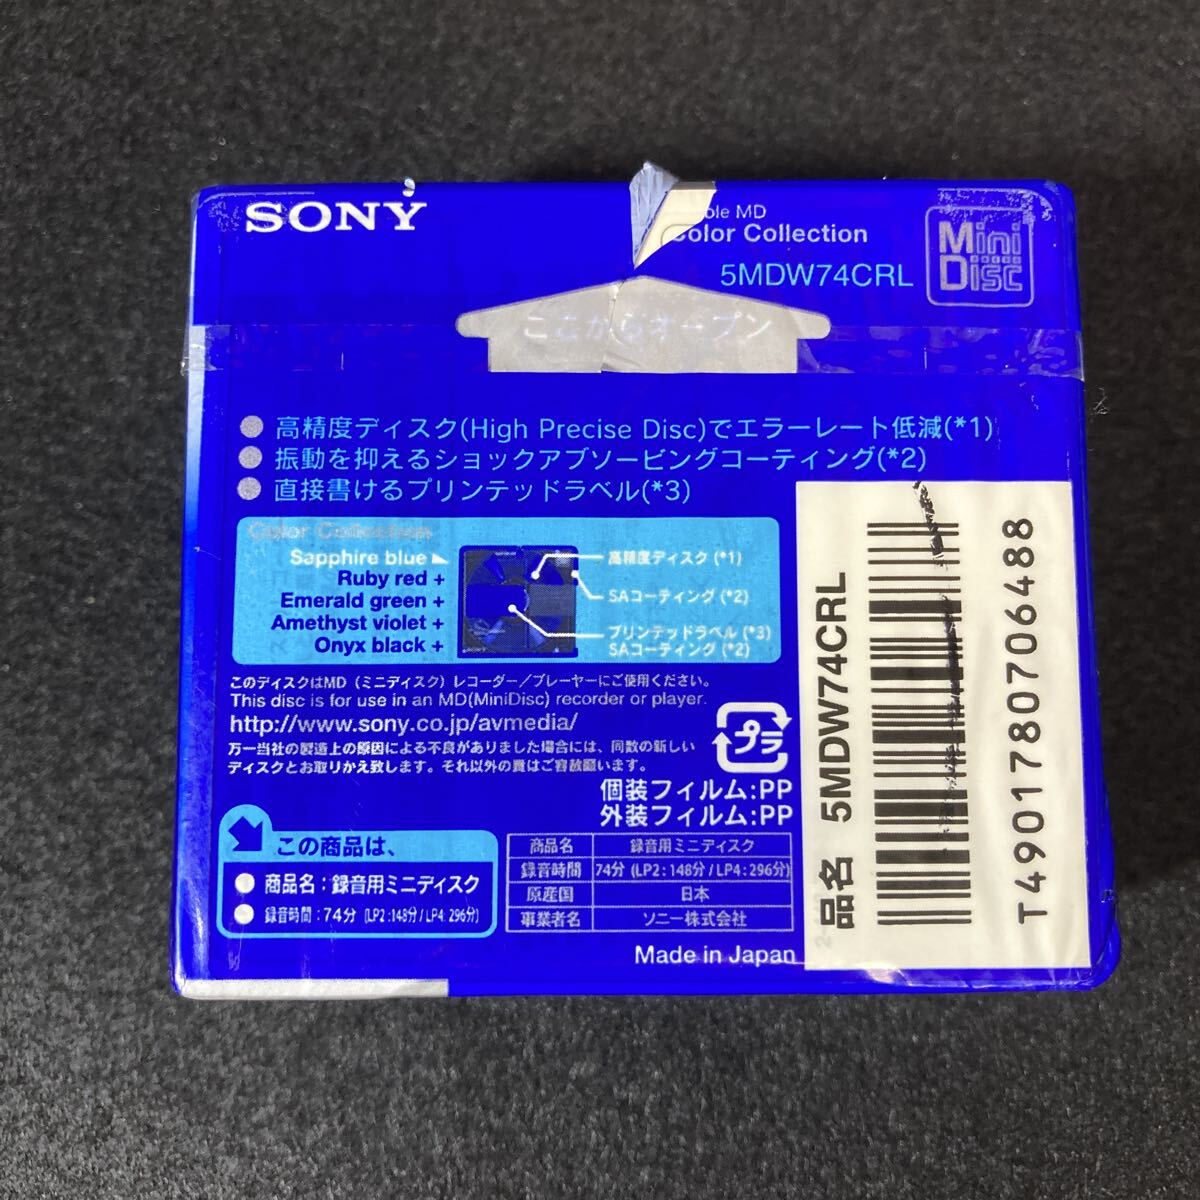 SONY
MD
Color Collection
5MDW74CRL
Mini
Disc
ここからオープン
高精度ディスク(High Precise Disc)でエラーレート低減(*1)
振動を抑えるショックアブソービングコーティング(*2)
直接書けるプリンテッドラベル(*3)
Color Collection
Sapphire blue
Ruby red +
Emerald green +
Amethyst violet +
Onyx black +
高精度ディスク (*1)
SAコーティング (*2)
プリンテッドラベル (*3)
SAコーティング (*2)
このディスクはMD（ミニディスク）レコーダー／プレーヤーにご使用ください。
This disc is for use in an MD(MiniDisc) recorder or player.
http://www.sony.co.jp/avmedia/
万一当社の製造上の原因による不良がありました場合には、同数の新しい
ディスクとお取りかえ致します。それ以外の責はご容赦願います。
プラ
個装フィルム:PP
外装フィルム:PP
この商品は、
商品名：録音用ミニディスク
録音時間：74分 (LP2:148分/LP4:296分)
商品名 録音用ミニディスク
録音時間 74分 (LP2:148分/LP4:296分)
原産国 日本
事業者名 ソニー株式会社
Made in Japan
品名 5MDW74CRL
T4901780706488